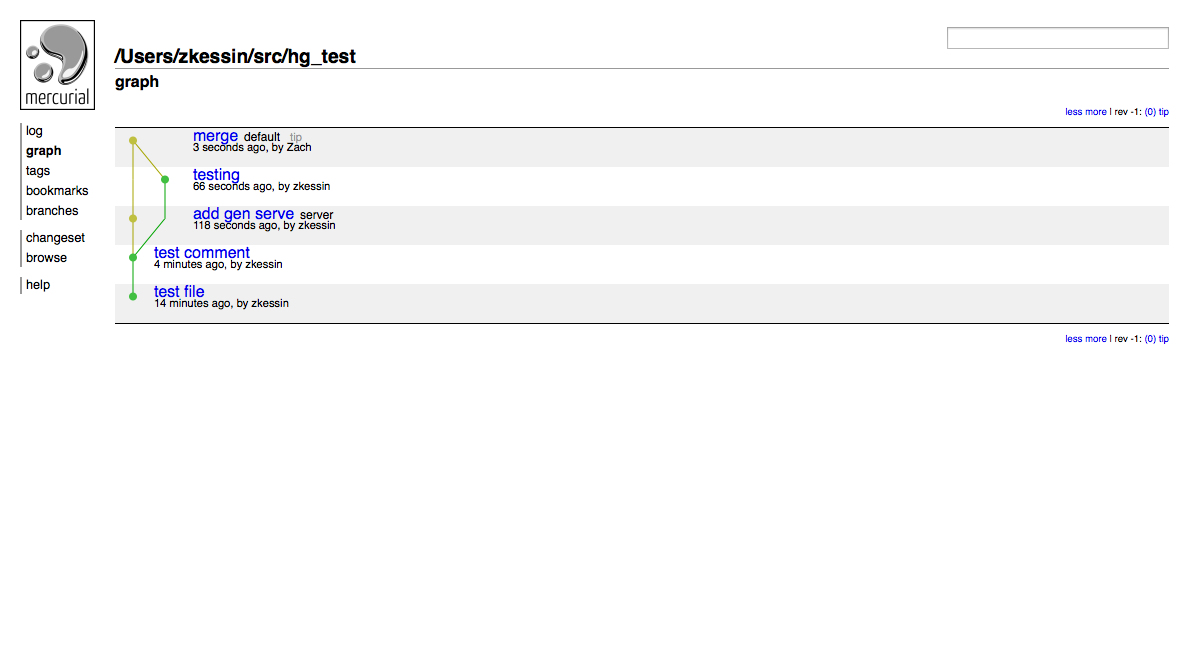 mercurial
/Users/zkessin/src/hg_test
graph
log
graph
tags
bookmarks
branches
changeset
browse
help
less more | rev -1: (0) tip
merge default tip
3 seconds ago, by Zach
testing
66 seconds ago, by zkessin
add gen serve server
118 seconds ago, by zkessin
test comment
4 minutes ago, by zkessin
test file
14 minutes ago, by zkessin
less more | rev -1: (0) tip